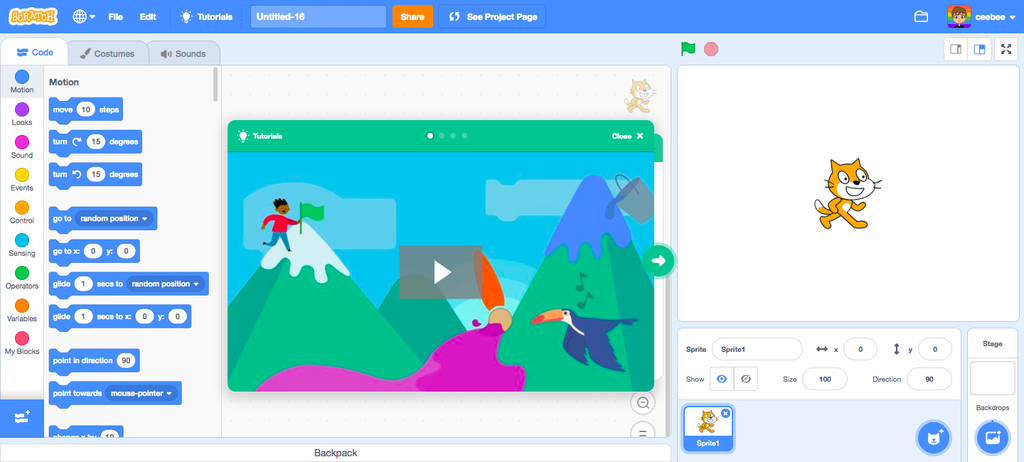 SCRATCH File Edit Tutorials Untitled-16 Share See Project Page ceebee
Code Costumes Sounds
Motion
Looks
Sound
Events
Control
Sensing
Operators
Variables
My Blocks
Motion
move 10 steps
turn 15 degrees
turn 15 degrees
go to random position
go to x: 0 y: 0
glide 1 secs to random position
glide 1 secs to x: 0 y: 0
point in direction 90
point towards mouse-pointer
change x by 10
Tutorials Close
Backpack
Sprite Sprite1 x 0 y 0
Show Size 100 Direction 90
Sprite1
Stage
Backdrops